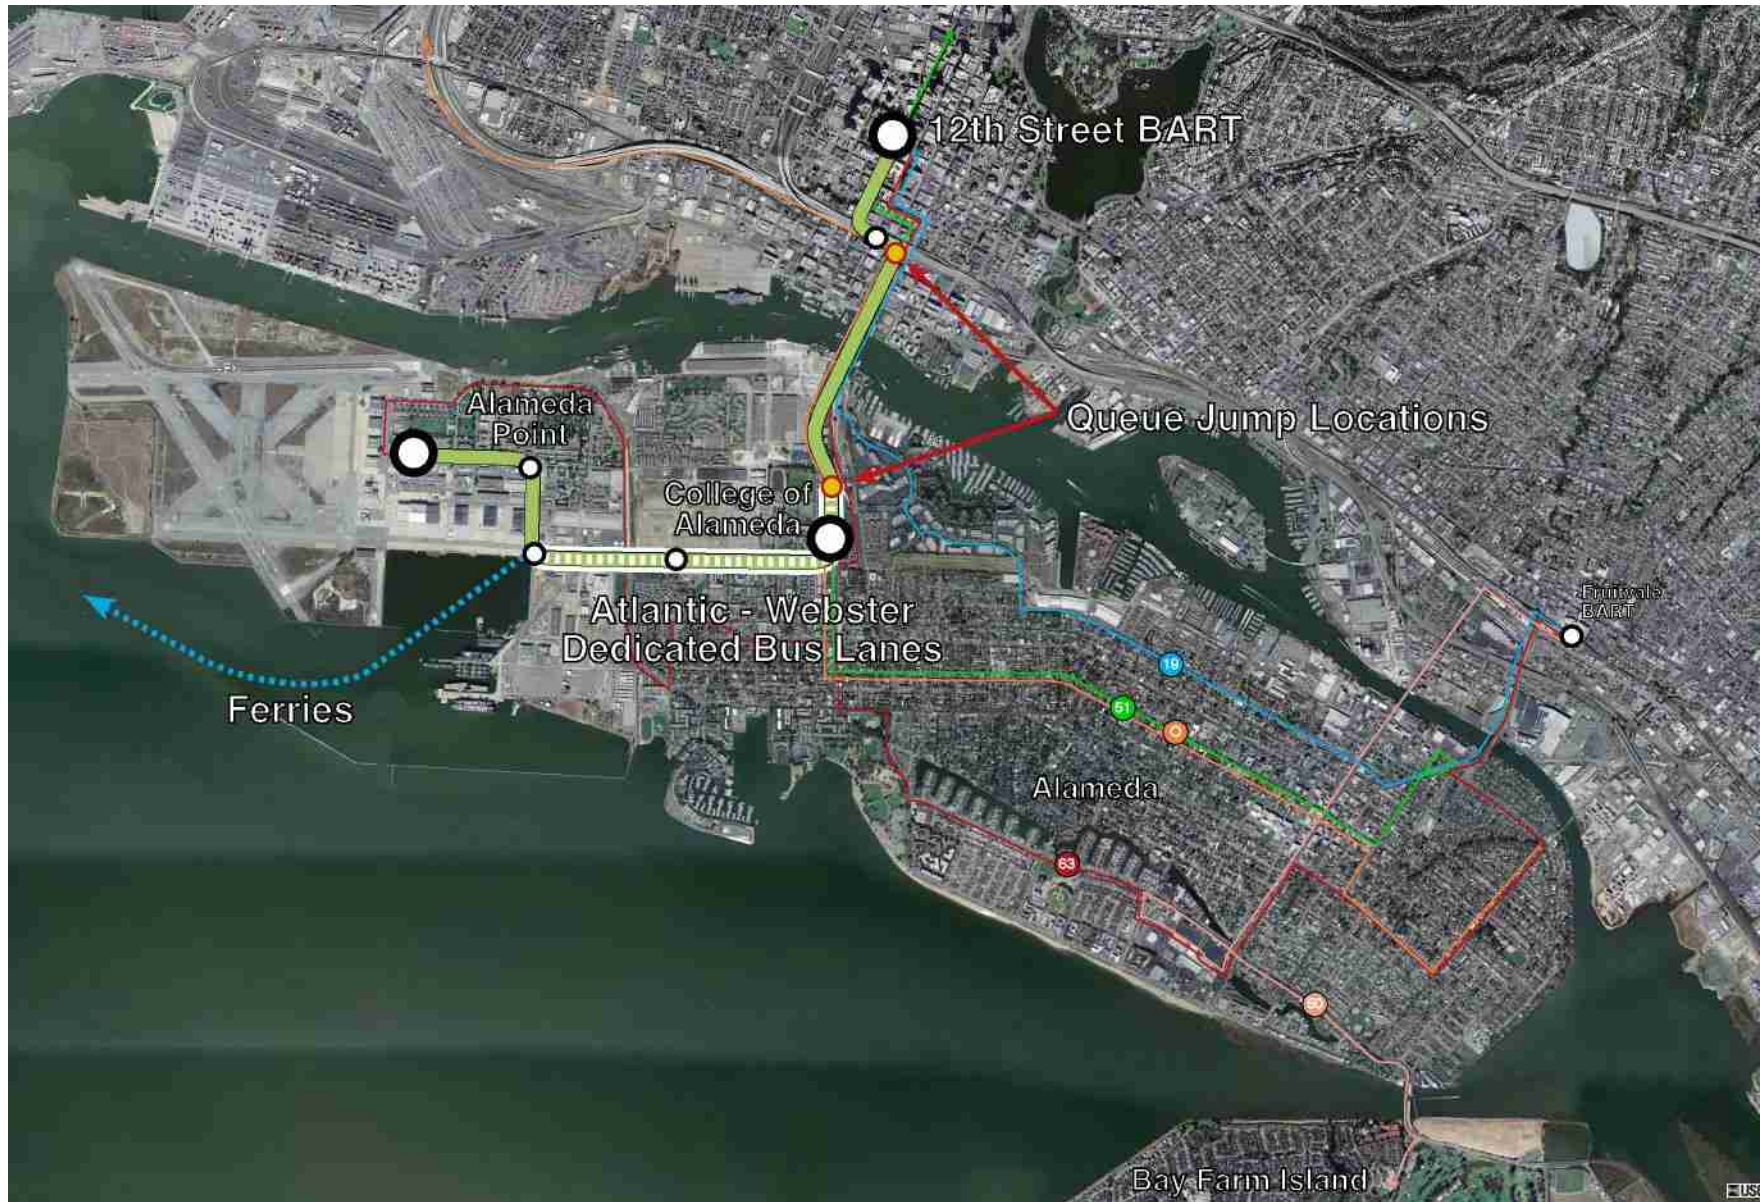 12th Street BART
Alameda
Point
Queue Jump Locations
College of
Alameda
Fruitvale
BART
Atlantic - Webster
Dedicated Bus Lanes
19
51
O
Ferries
Alameda
63
Bay Farm Island